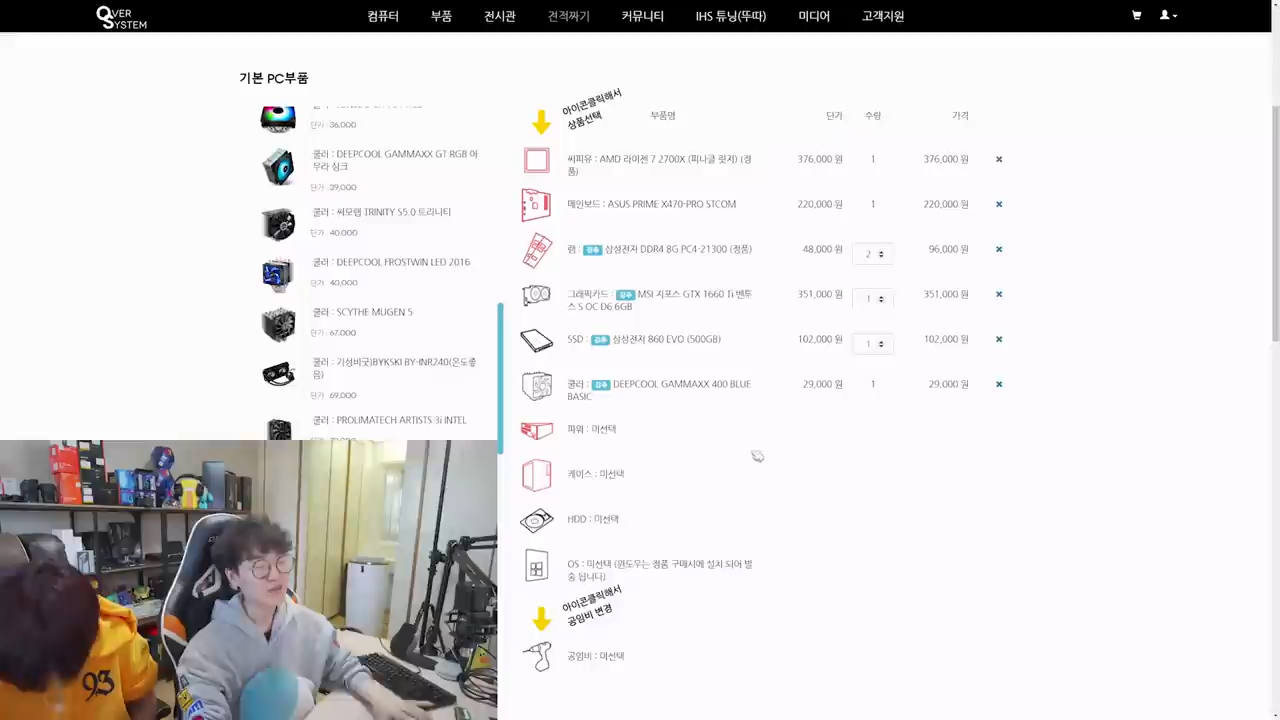 OVER
SYSTEM
컴퓨터
부품
전시관
견적짜기
커뮤니티
IHS 튜닝(뚜따)
미디어
고객지원
기본 PC부품
단가 : 36,000
쿨러 : DEEPCOOL GAMMAXX GT RGB 아
우라 싱크
단가 : 39,000
쿨러 : 써모랩 TRINITY S5.0 트리니티
단가 : 40,000
쿨러 : DEEPCOOL FROSTWIN LED 2016
단가 : 40,000
쿨러 : SCYTHE MUGEN 5
단가 : 67,000
쿨러 : 가성비굿)BYKSKI BY-INR240(온도좋
음)
단가 : 69,000
쿨러 : PROLIMATECH ARTISTS 3i INTEL
아이콘클릭해서
상품선택
부품명
단가
수량
가격
씨피유 : AMD 라이젠 7 2700X (피나클 릿지) (정
품)
376,000 원
1
376,000 원
메인보드 : ASUS PRIME X470-PRO STCOM
220,000 원
1
220,000 원
램 : 강추 삼성전자 DDR4 8G PC4-21300 (정품)
48,000 원
2
96,000 원
그래픽카드 : 강추 MSI 지포스 GTX 1660 Ti 벤투
스 S OC D6 6GB
351,000 원
1
351,000 원
SSD : 강추 삼성전자 860 EVO (500GB)
102,000 원
1
102,000 원
쿨러 : 강추 DEEPCOOL GAMMAXX 400 BLUE
BASIC
29,000 원
1
29,000 원
파워 : 미선택
케이스 : 미선택
HDD : 미선택
OS : 미선택 (윈도우는 정품 구매시에 설치 되어 발
송 됩니다)
아이콘클릭해서
공임비 변경
공임비 : 미선택
93